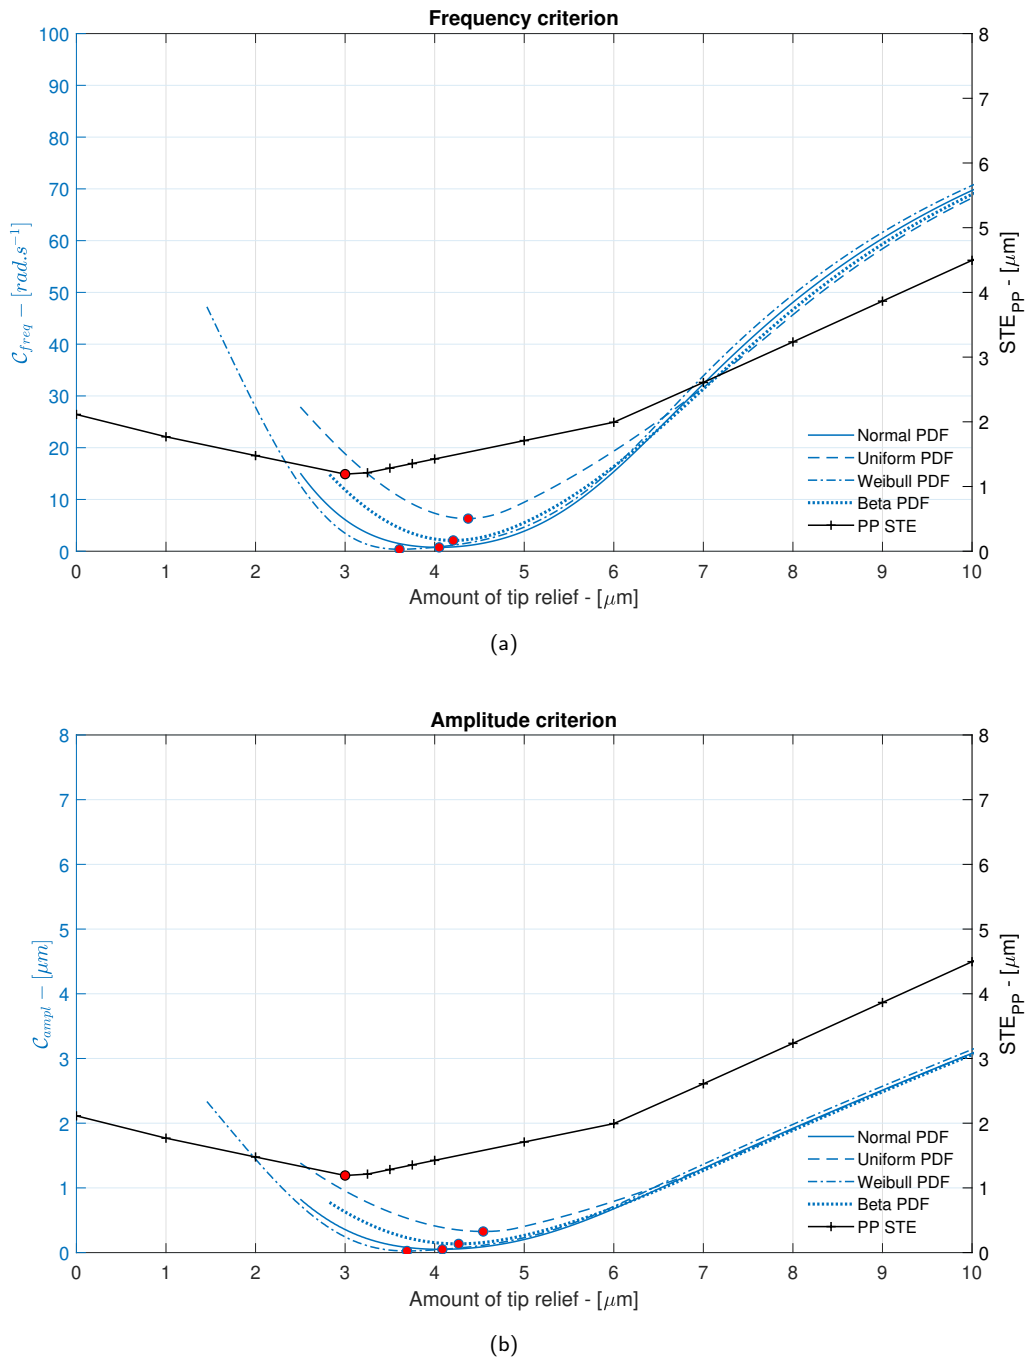 Frequency criterion
100
90
80
70
60
50
40
30
20
10
0
8
7
6
5
4
3
2
1
0
C_freq − [rad.s^−1]
STE_PP - [μm]
Normal PDF
Uniform PDF
Weibull PDF
Beta PDF
PP STE
0 1 2 3 4 5 6 7 8 9 10
Amount of tip relief - [μm]
(a)
Amplitude criterion
8
7
6
5
4
3
2
1
0
8
7
6
5
4
3
2
1
0
C_ampl − [μm]
STE_PP - [μm]
Normal PDF
Uniform PDF
Weibull PDF
Beta PDF
PP STE
0 1 2 3 4 5 6 7 8 9 10
Amount of tip relief - [μm]
(b)